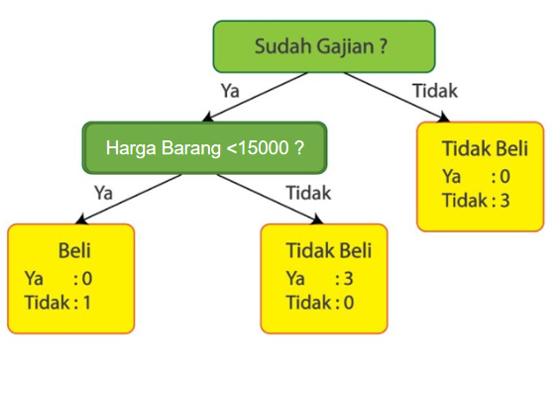 Sudah Gajian ?
Ya
Tidak
Harga Barang <15000 ?
Tidak Beli
Ya : 0
Tidak : 3
Ya
Tidak
Beli
Ya : 0
Tidak : 1
Tidak Beli
Ya : 3
Tidak : 0